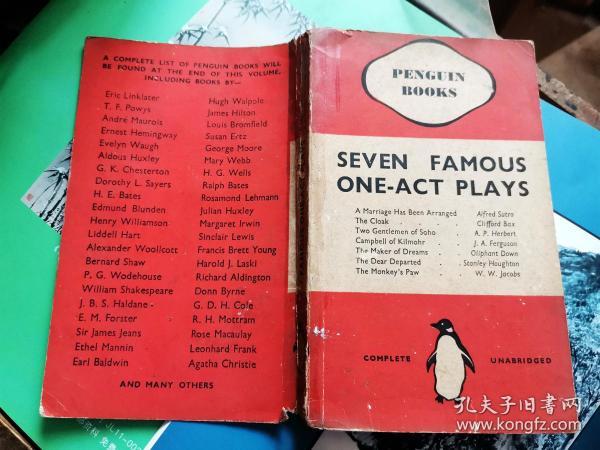 A COMPLETE LIST OF PENGUIN BOOKS WILL
BE FOUND AT THE END OF THIS VOLUME,
INCLUDING BOOKS BY—
Eric Linklater
T. F. Powys
André Maurois
Ernest Hemingway
Evelyn Waugh
Aldous Huxley
G. K. Chesterton
Dorothy L. Sayers
H. E. Bates
Edmund Blunden
Henry Williamson
Liddell Hart
Alexander Woollcott
Bernard Shaw
P. G. Wodehouse
William Shakespeare
J. B. S. Haldane
E. M. Forster
Sir James Jeans
Ethel Mannin
Earl Baldwin
Hugh Walpole
James Hilton
Louis Bromfield
Susan Ertz
George Moore
Mary Webb
H. G. Wells
Ralph Bates
Rosamond Lehmann
Julian Huxley
Margaret Irwin
Sinclair Lewis
Francis Brett Young
Harold J. Laski
Richard Aldington
Donn Byrne
G. D. H. Cole
R. H. Mottram
Rose Macaulay
Leonhard Frank
Agatha Christie
AND MANY OTHERS
PENGUIN
BOOKS
SEVEN FAMOUS
ONE-ACT PLAYS
A Marriage Has Been Arranged Alfred Sutro
The Cloak . . . Clifford Bax
Two Gentlemen of Soho . . A. P. Herbert
Campbell of Kilmohr . . J. A. Ferguson
The Maker of Dreams . . Oliphant Down
The Dear Departed . . Stanley Houghton
The Monkey's Paw . . W. W. Jacobs
COMPLETE UNABRIDGED
JL11-00
孔夫子旧书网
www.kongfz.com